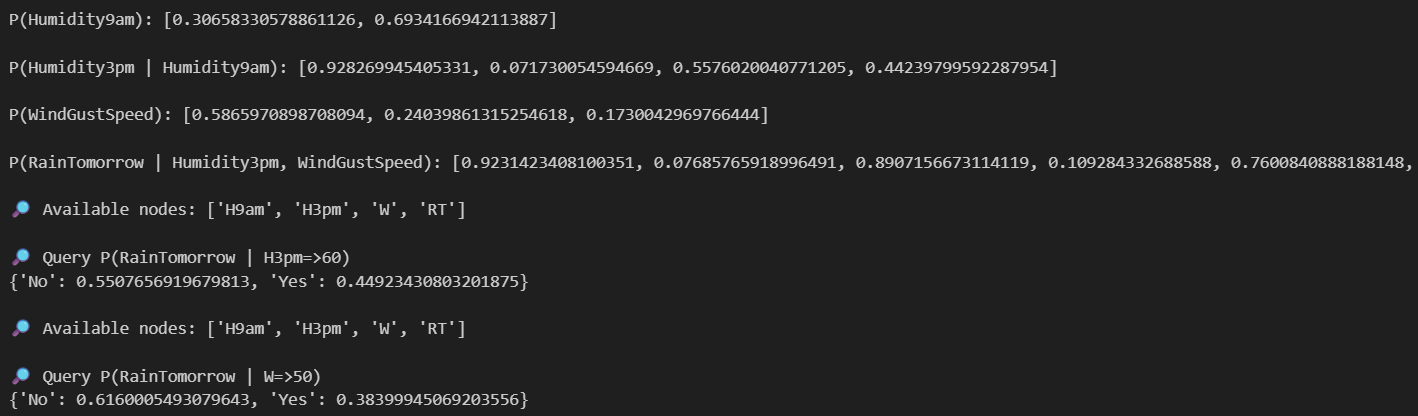 P(Humidity9am): [0.30658330578861126, 0.6934166942113887]
P(Humidity3pm | Humidity9am): [0.928269945405331, 0.071730054594669, 0.5576020040771205, 0.44239799592287954]
P(WindGustSpeed): [0.5865970898708094, 0.24039861315254618, 0.1730042969766444]
P(RainTomorrow | Humidity3pm, WindGustSpeed): [0.9231423408100351, 0.07685765918996491, 0.8907156673114119, 0.109284332688588, 0.7600840888188148,
🔎 Available nodes: ['H9am', 'H3pm', 'W', 'RT']
🔎 Query P(RainTomorrow | H3pm=>60)
{'No': 0.5507656919679813, 'Yes': 0.44923430803201875}
🔎 Available nodes: ['H9am', 'H3pm', 'W', 'RT']
🔎 Query P(RainTomorrow | W=>50)
{'No': 0.6160005493079643, 'Yes': 0.38399945069203556}